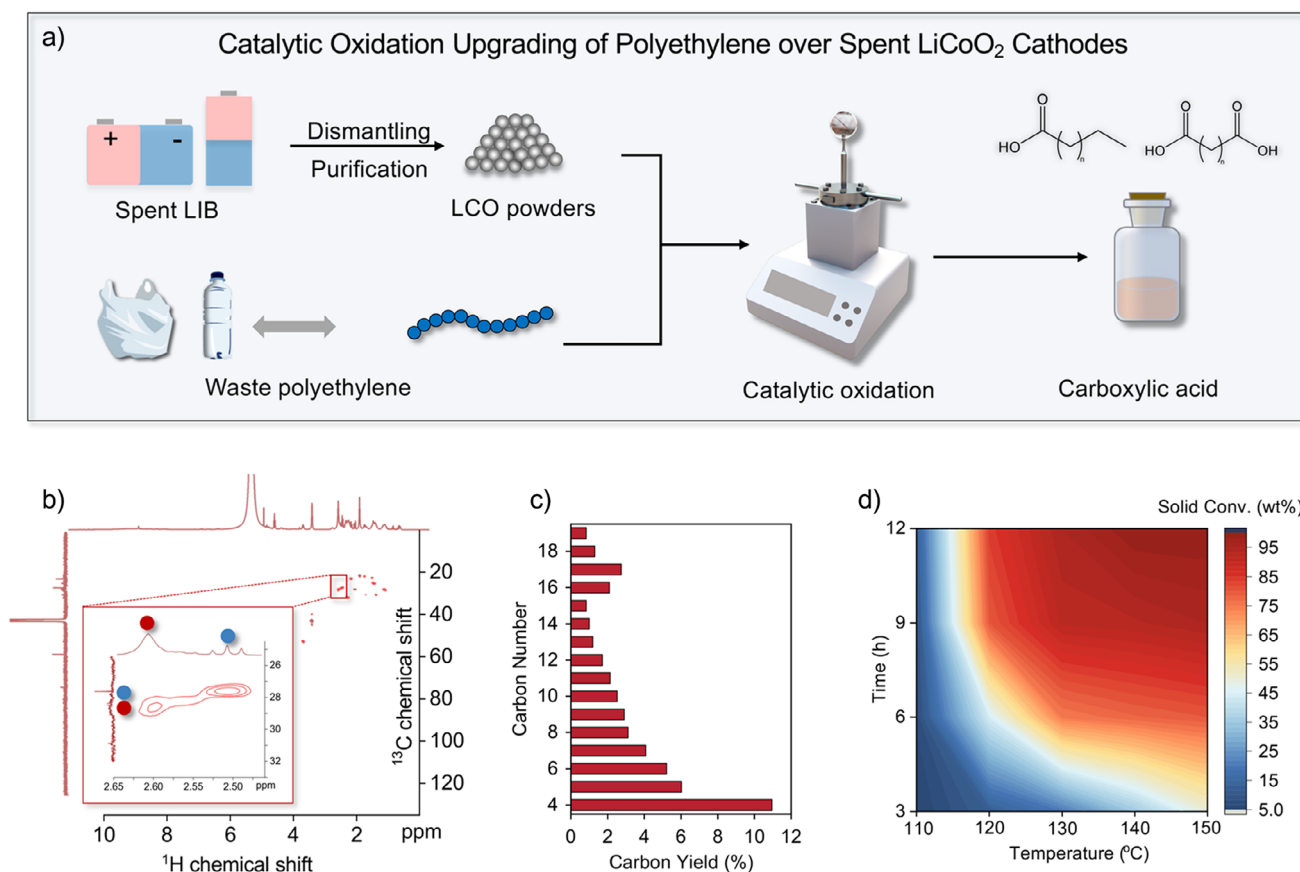 a)
Catalytic Oxidation Upgrading of Polyethylene over Spent LiCoO₂ Cathodes
+ -
Spent LIB
Dismantling
Purification
LCO powders
Waste polyethylene
Catalytic oxidation
O
HO
n
O O
HO OH
n
Carboxylic acid
b)
20
40
60
80
100
120
¹³C chemical shift
10 8 6 4 2 ppm
¹H chemical shift
26
28
30
32
2.65 2.60 2.55 2.50 ppm
c)
Carbon Number
18
16
14
12
10
8
6
4
0 2 4 6 8 10 12
Carbon Yield (%)
d)
Solid Conv. (wt%)
Time (h)
12
9
6
3
110 120 130 140 150
Temperature (ºC)
95
85
75
65
55
45
35
25
15
5.0